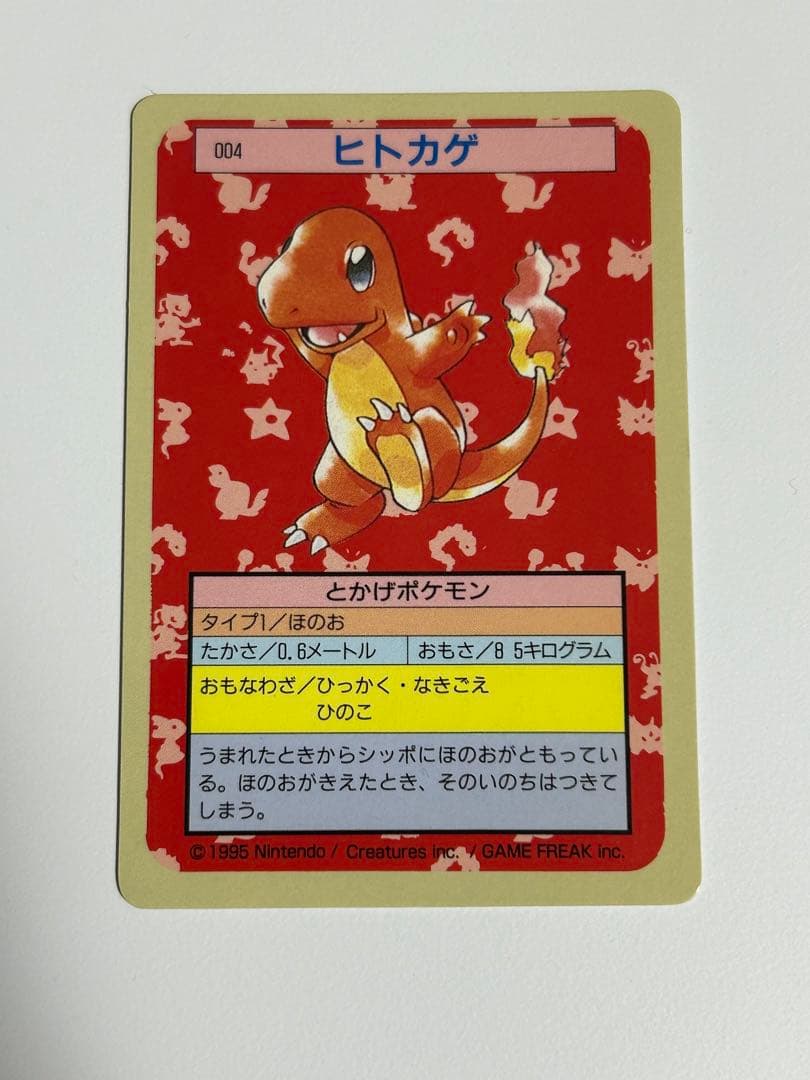 004 ヒトカゲ
とかげポケモン
タイプ1／ほのお
たかさ／0.6メートル おもさ／8 5キログラム
おもなわざ／ひっかく・なきごえ
ひのこ
うまれたときからシッポにほのおがともってい
る。ほのおがきえたとき、そのいのちはつきて
しまう。
©1995 Nintendo / Creatures inc. / GAME FREAK inc.